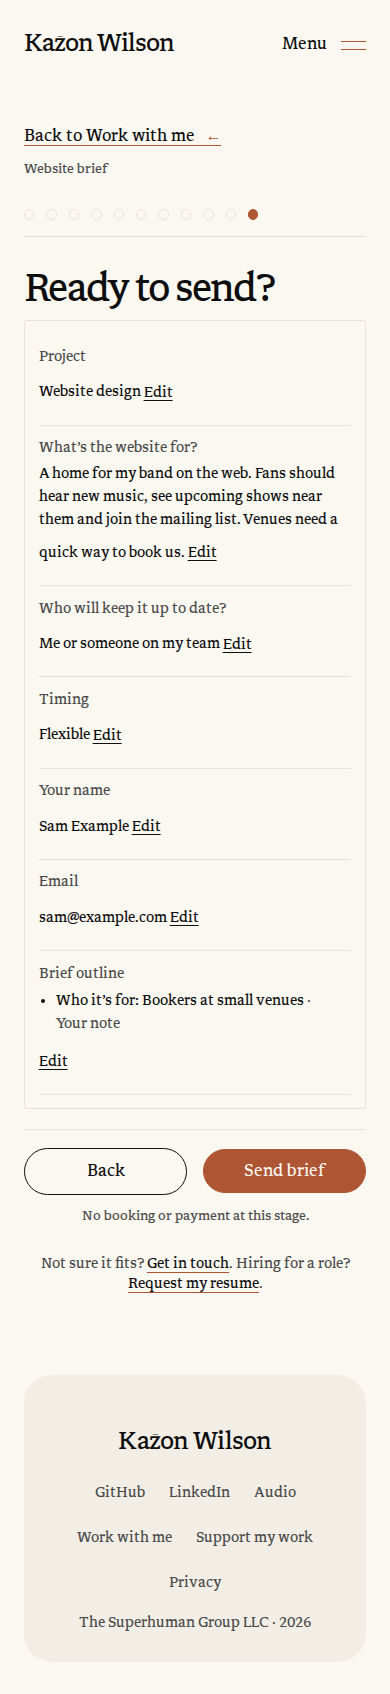 Kažon Wilson
Menu
Back to Work with me ←
Website brief
Ready to send?
Project
Website design Edit
What's the website for?
A home for my band on the web. Fans should
hear new music, see upcoming shows near
them and join the mailing list. Venues need a
quick way to book us. Edit
Who will keep it up to date?
Me or someone on my team Edit
Timing
Flexible Edit
Your name
Sam Example Edit
Email
sam@example.com Edit
Brief outline
• Who it's for: Bookers at small venues ·
Your note
Edit
Back
Send brief
No booking or payment at this stage.
Not sure it fits? Get in touch. Hiring for a role?
Request my resume.
Kažon Wilson
GitHub LinkedIn Audio
Work with me Support my work
Privacy
The Superhuman Group LLC · 2026